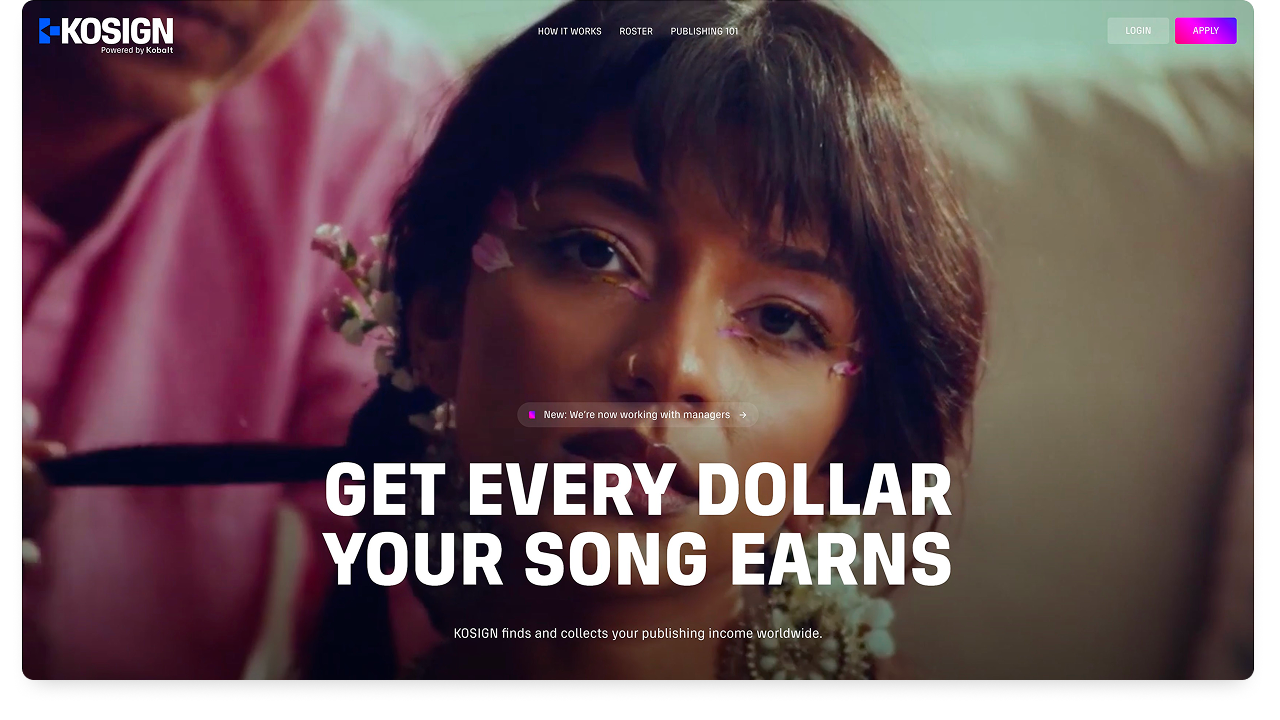 KOSIGN
Powered by Kobalt
HOW IT WORKS
ROSTER
PUBLISHING 101
LOGIN
APPLY
New: We're now working with managers →
GET EVERY DOLLAR
YOUR SONG EARNS
KOSIGN finds and collects your publishing income worldwide.